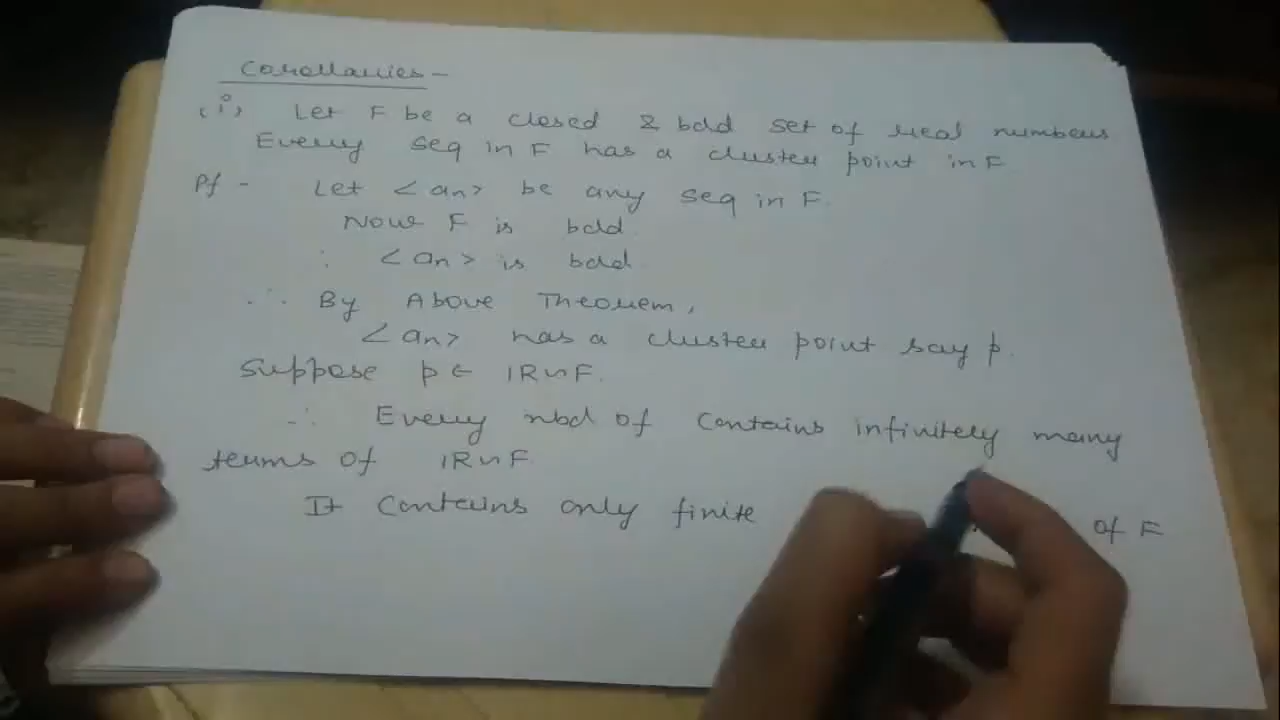 Corollaries -
(i) Let F be a closed & bdd set of real numbers
Every seq in F has a cluster point in F
Pf - Let <an> be any seq in F.
Now F is bdd
∴ <an> is bdd
∴ By Above Theorem,
<an> has a cluster point say p.
Suppose p ∈ IR ~ F.
∴ Every nbd of contains infinitely many
terms of IR ~ F
It contains only finite of F